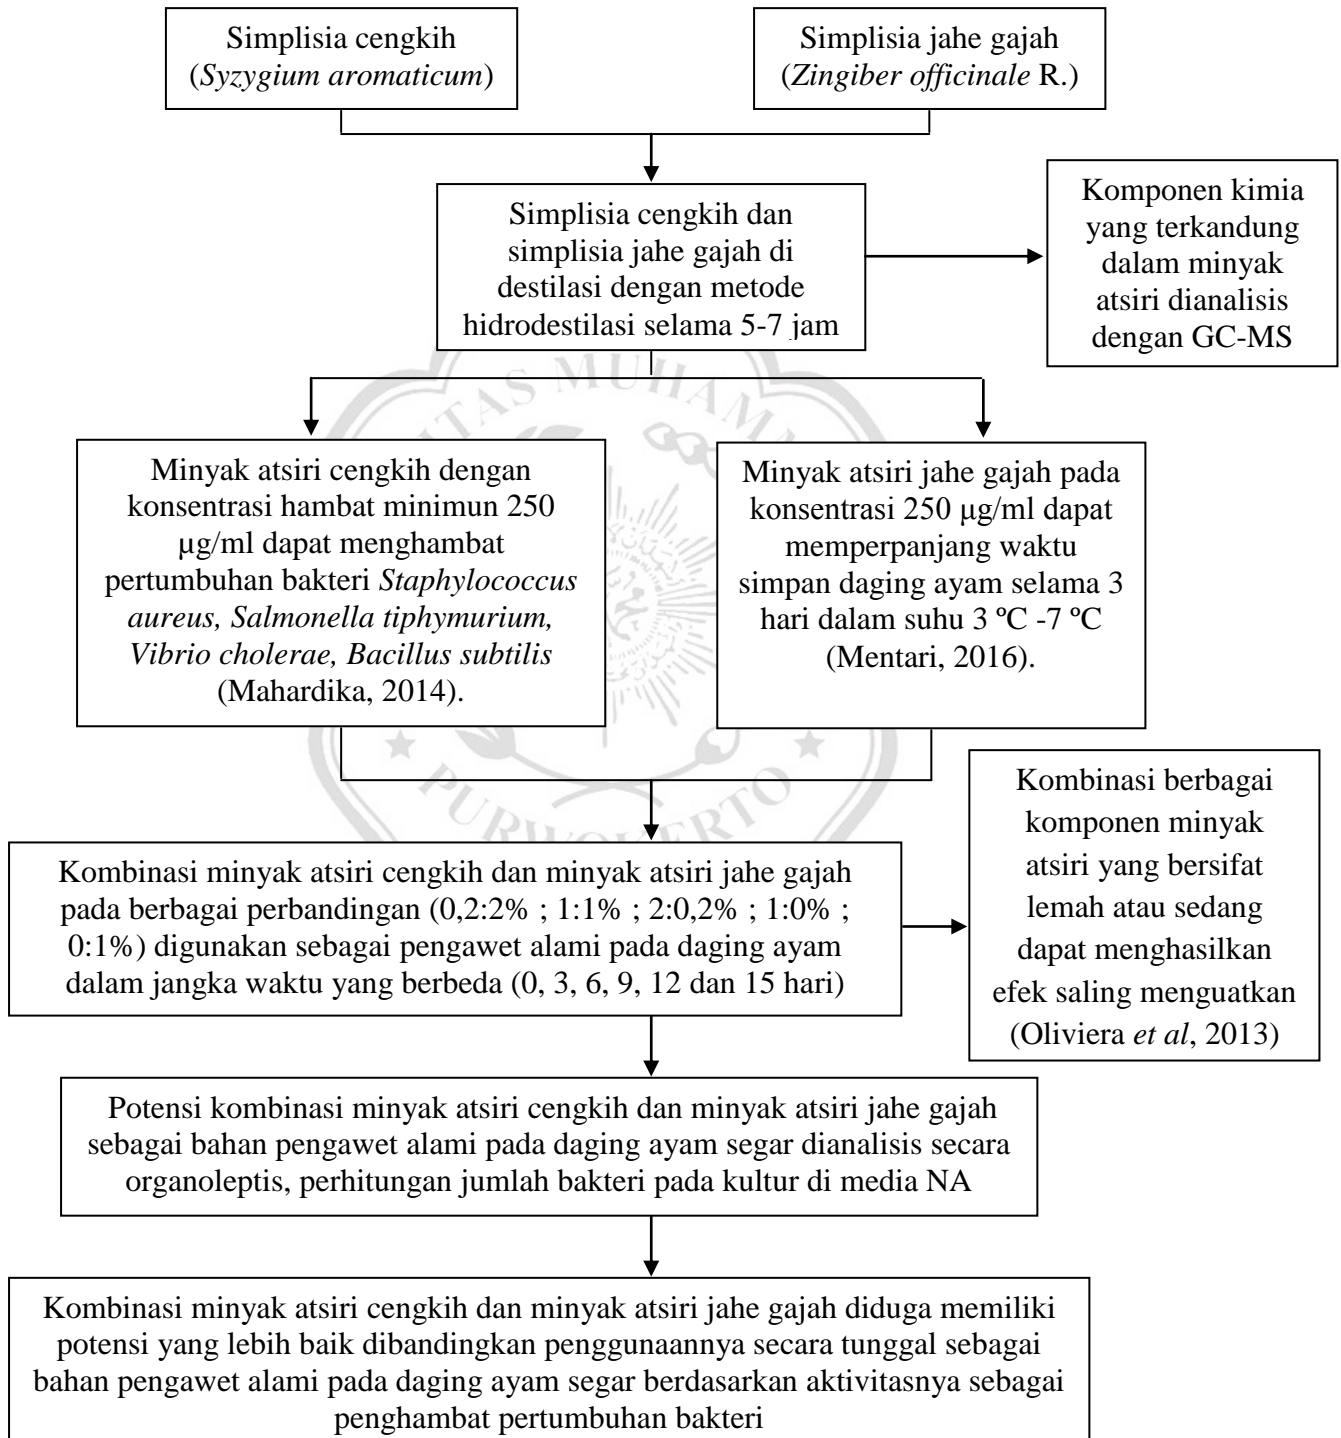 Simplisia cengkih
(Syzygium aromaticum)
Simplisia jahe gajah
(Zingiber officinale R.)
Simplisia cengkih dan
simplisia jahe gajah di
destilasi dengan metode
hidrodestilasi selama 5-7 jam
Komponen kimia
yang terkandung
dalam minyak
atsiri dianalisis
dengan GC-MS
Minyak atsiri cengkih dengan
konsentrasi hambat minimun 250
µg/ml dapat menghambat
pertumbuhan bakteri Staphylococcus
aureus, Salmonella tiphymurium,
Vibrio cholerae, Bacillus subtilis
(Mahardika, 2014).
Minyak atsiri jahe gajah pada
konsentrasi 250 µg/ml dapat
memperpanjang waktu
simpan daging ayam selama 3
hari dalam suhu 3 ºC -7 ºC
(Mentari, 2016).
Kombinasi minyak atsiri cengkih dan minyak atsiri jahe gajah
pada berbagai perbandingan (0,2:2% ; 1:1% ; 2:0,2% ; 1:0% ;
0:1%) digunakan sebagai pengawet alami pada daging ayam
dalam jangka waktu yang berbeda (0, 3, 6, 9, 12 dan 15 hari)
Kombinasi berbagai
komponen minyak
atsiri yang bersifat
lemah atau sedang
dapat menghasilkan
efek saling menguatkan
(Oliviera et al, 2013)
Potensi kombinasi minyak atsiri cengkih dan minyak atsiri jahe gajah
sebagai bahan pengawet alami pada daging ayam segar dianalisis secara
organoleptis, perhitungan jumlah bakteri pada kultur di media NA
Kombinasi minyak atsiri cengkih dan minyak atsiri jahe gajah diduga memiliki
potensi yang lebih baik dibandingkan penggunaannya secara tunggal sebagai
bahan pengawet alami pada daging ayam segar berdasarkan aktivitasnya sebagai
penghambat pertumbuhan bakteri
ITAS MUHAMM
PURWOKERTO